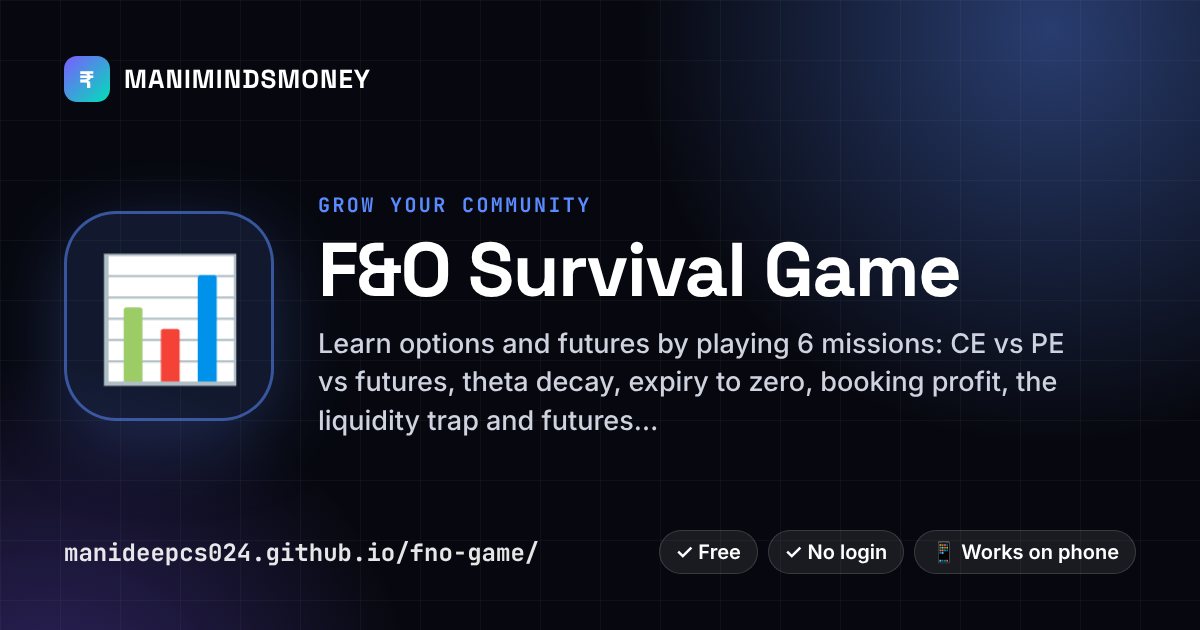 ₹ MANIMINDSMONEY
GROW YOUR COMMUNITY
F&O Survival Game
Learn options and futures by playing 6 missions: CE vs PE
vs futures, theta decay, expiry to zero, booking profit, the
liquidity trap and futures...
manideepcs024.github.io/fno-game/
✓ Free
✓ No login
📱 Works on phone